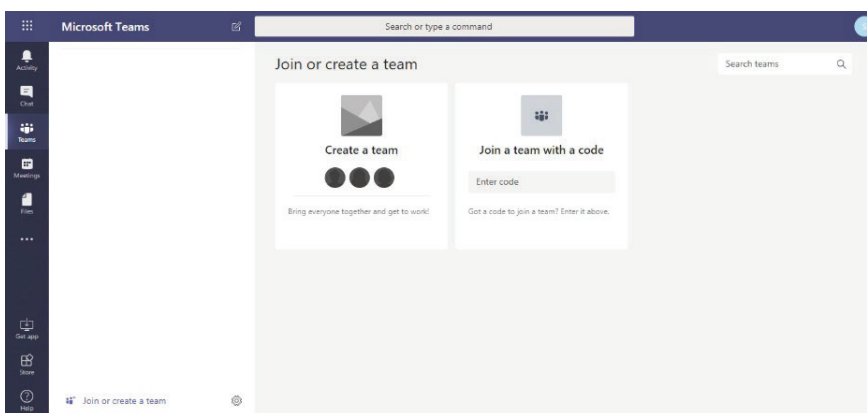 Microsoft Teams
Search or type a command
Activity
Chat
Teams
Meetings
Files
Get app
Store
Help
Join or create a team
Join or create a team
Search teams
Create a team
Bring everyone together and get to work!
Join a team with a code
Enter code
Got a code to join a team? Enter it above.